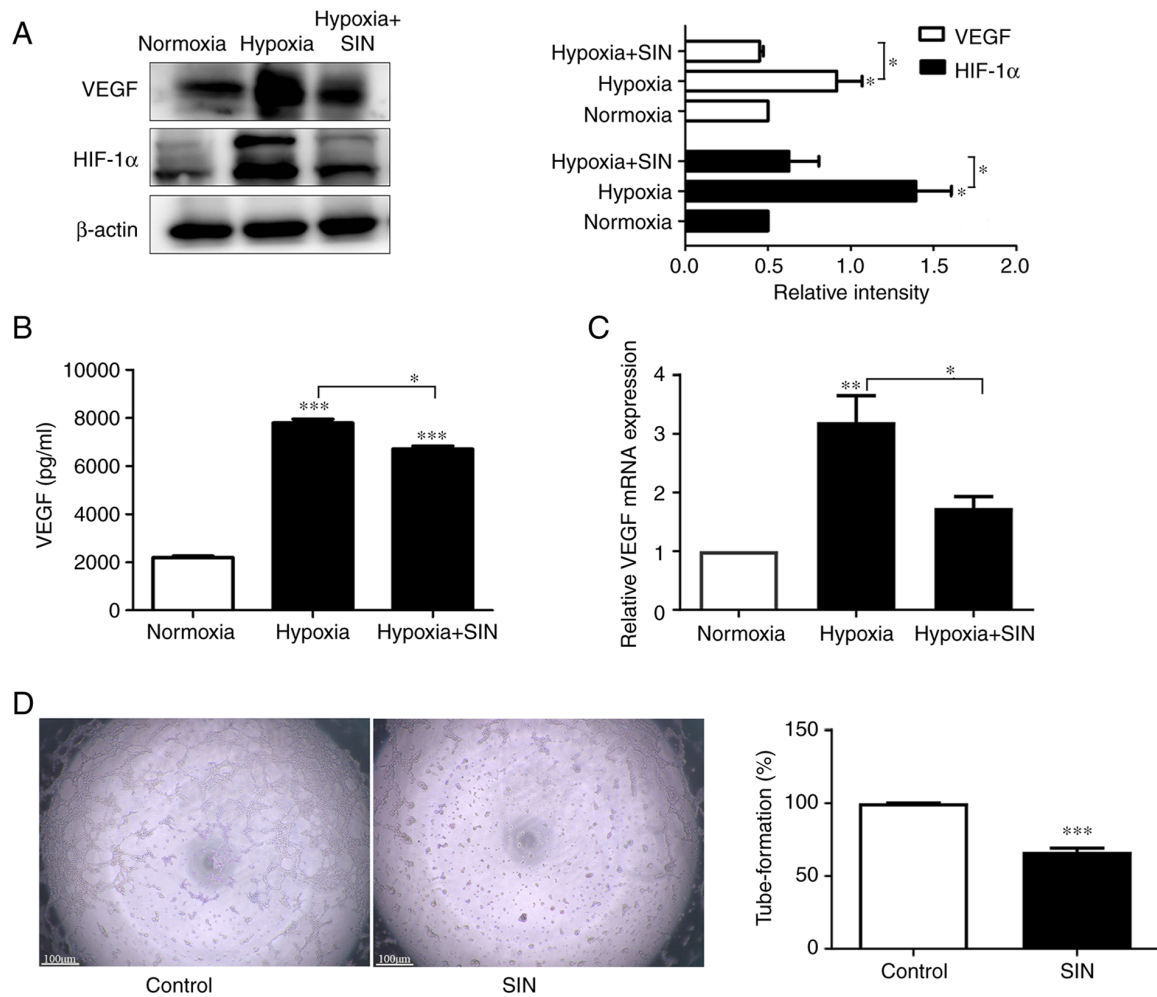 A
Normoxia Hypoxia Hypoxia+
SIN
VEGF
HIF-1α
β-actin
Hypoxia+SIN
Hypoxia
Normoxia
Hypoxia+SIN
Hypoxia
Normoxia
*
*
*
*
VEGF
HIF-1α
0.0 0.5 1.0 1.5 2.0
Relative intensity
B
VEGF (pg/ml)
10000
8000
6000
4000
2000
0
***
***
*
Normoxia Hypoxia Hypoxia+SIN
C
Relative VEGF mRNA expression
4
3
2
1
0
**
*
Normoxia Hypoxia Hypoxia+SIN
D
100μm
Control
100μm
SIN
Tube-formation (%)
150
100
50
0
***
Control SIN